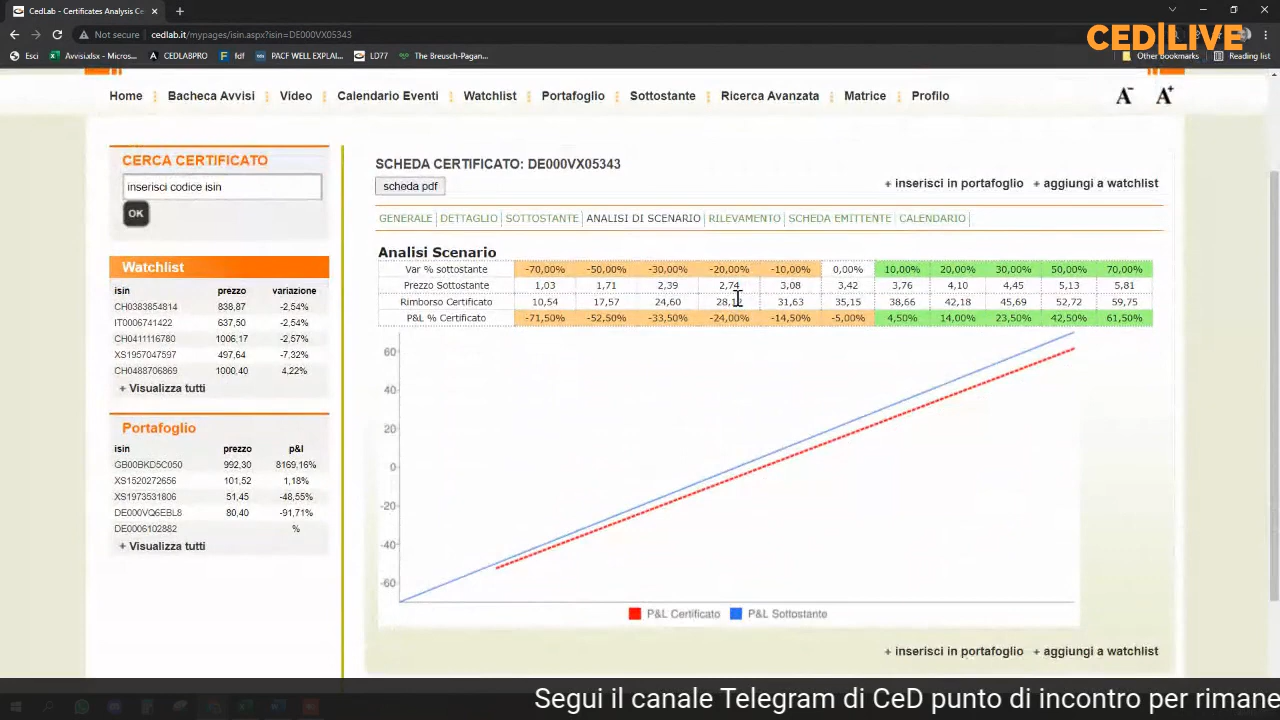 CedLab - Certificates Analysis Ce
CED|LIVE
Not secure
cedlab.it/mypages/isin.aspx?isin=DE000VX05343
Esci
Avvisi.xlsx - Micros...
CEDLABPRO
fdf
PACF WELL EXPLAI...
LD77
The Breusch-Pagan...
Other bookmarks
Reading list
Home
Bacheca Avvisi
Video
Calendario Eventi
Watchlist
Portafoglio
Sottostante
Ricerca Avanzata
Matrice
Profilo
A-
A+
CERCA CERTIFICATO
inserisci codice isin
OK
Watchlist
isin prezzo variazione
CH0383854814 838,87 -2,54%
IT0006741422 637,50 -2,54%
CH0411116780 1006,17 -2,57%
XS1957047597 497,64 -7,32%
CH0488706869 1000,40 4,22%
+ Visualizza tutti
Portafoglio
isin prezzo p&l
GB00BKD5C050 992,30 8169,16%
XS1520272656 101,52 1,18%
XS1973531806 51,45 -48,55%
DE000VQ6EBL8 80,40 -91,71%
DE0006102882 %
+ Visualizza tutti
SCHEDA CERTIFICATO: DE000VX05343
scheda pdf
+ inserisci in portafoglio + aggiungi a watchlist
GENERALE DETTAGLIO SOTTOSTANTE ANALISI DI SCENARIO RILEVAMENTO SCHEDA EMITTENTE CALENDARIO
Analisi Scenario
Var % sottostante -70,00% -50,00% -30,00% -20,00% -10,00% 0,00% 10,00% 20,00% 30,00% 50,00% 70,00%
Prezzo Sottostante 1,03 1,71 2,39 2,74 3,08 3,42 3,76 4,10 4,45 5,13 5,81
Rimborso Certificato 10,54 17,57 24,60 31,63 35,15 38,66 42,18 45,69 52,72 59,75
P&L % Certificato -71,50% -52,50% -33,50% -24,00% -14,50% -5,00% 4,50% 14,00% 23,50% 42,50% 61,50%
60
40
20
0
-20
-40
-60
P&L Certificato
P&L Sottostante
+ inserisci in portafoglio + aggiungi a watchlist
Segui il canale Telegram di CeD punto di incontro per rimane